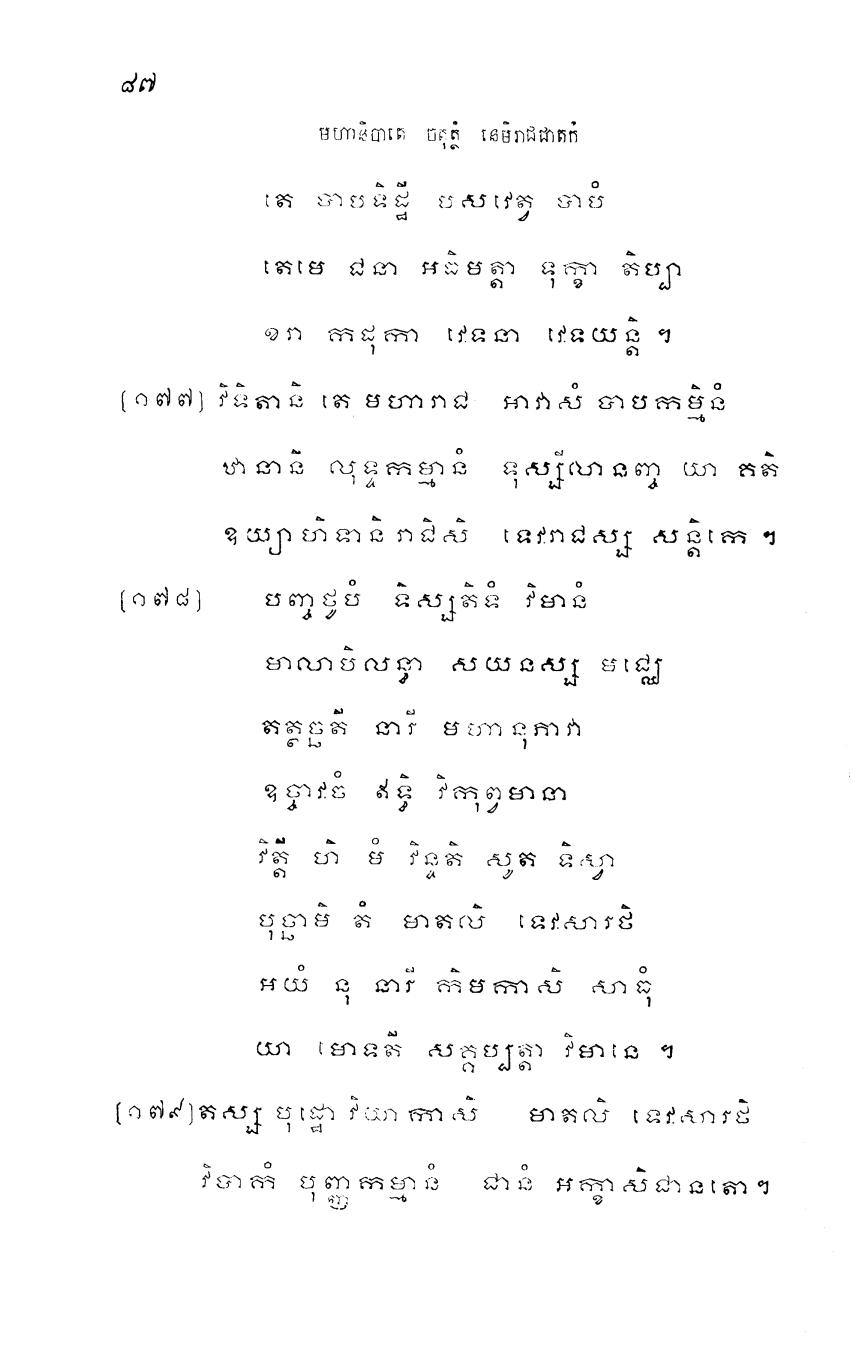 ៨៧
មហានិបាតេ ចតុត្ថំ នេមិរាជជាតកំ
តេ បាបទិដ្ឋី បសវេត្វ បាបំ
តេមេ ជនា អធិមត្តា ទុក្ខា តិប្បា
ខរា កដុកា វេទនា វេទយន្តិ ។
(១៧៧) វិទិតានិ តេ មហារាជ អាវាសំ បាបកម្មិនំ
ឋានានិ លុទ្ទកម្មានំ ទុស្សីលានញ្ច យា គតិ
ឧយ្យាហិទានិ រាជិសិ ទេវរាជស្ស សន្តិកេ ។
(១៧៨) បញ្ចថូបំ ទិស្សតិទំ វិមានំ
មាលាបិលន្ធា សយនស្ស មជ្ឈេ
តត្ថច្ឆតី នារី មហានុភាវា
ឧច្ចាវចំ ឥទ្ធិ វិកុព្វមានា
វិត្តី ហិ មំ វិន្ទតិ សូត ទិស្វា
បុច្ឆាមិ តំ មាតលិ ទេវសារថិ
អយំ នុ នារី កិមកាសិ សាធុំ
យា មោទតី សគ្គប្បត្តា វិមានេ ។
(១៧៩) តស្ស បុដ្ឋោ វិយាកាសិ មាតលិ ទេវសារថិ
វិបាកំ បុញ្ញកម្មានំ ជានំ អក្ខាសិជានតោ ។